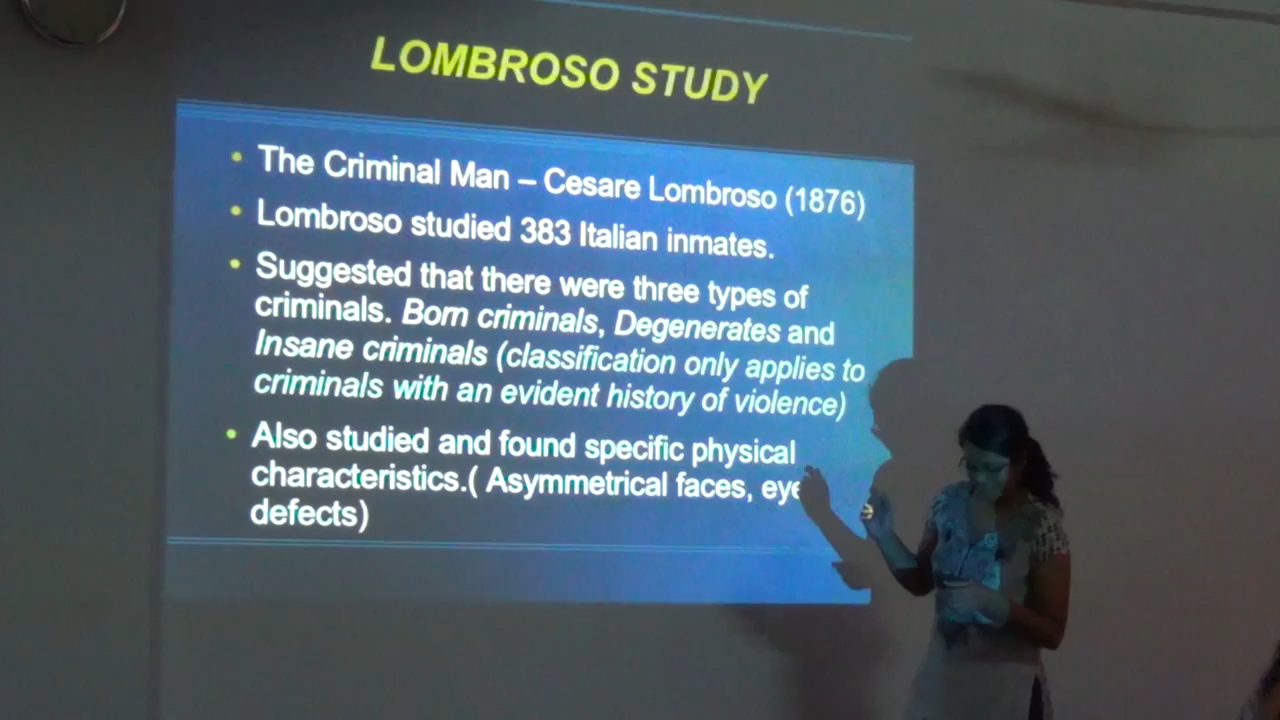 LOMBROSO STUDY
• The Criminal Man – Cesare Lombroso (1876)
• Lombroso studied 383 Italian inmates.
• Suggested that there were three types of
criminals. Born criminals, Degenerates and
Insane criminals (classification only applies to
criminals with an evident history of violence)
• Also studied and found specific physical
characteristics.( Asymmetrical faces, eye
defects)